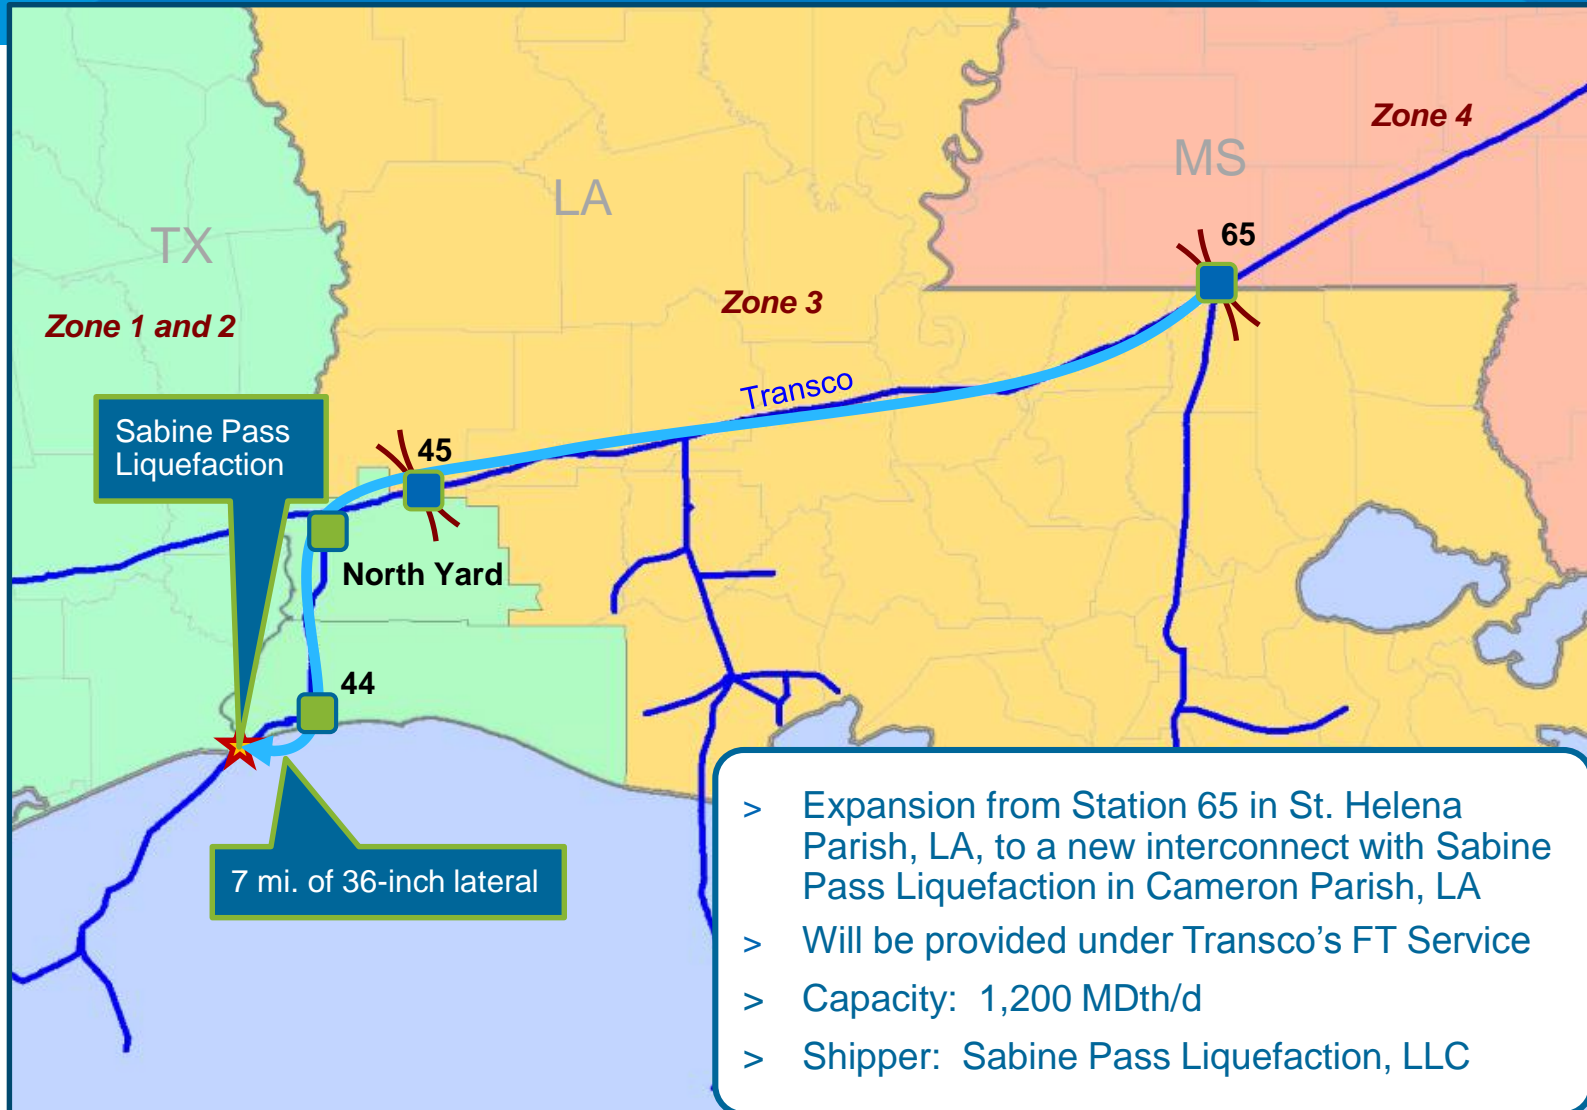 Zone 4
MS
LA
TX
65
Zone 3
Zone 1 and 2
Transco
Sabine Pass
Liquefaction
45
North Yard
44
7 mi. of 36-inch lateral
> Expansion from Station 65 in St. Helena
Parish, LA, to a new interconnect with Sabine
Pass Liquefaction in Cameron Parish, LA
> Will be provided under Transco’s FT Service
> Capacity: 1,200 MDth/d
> Shipper: Sabine Pass Liquefaction, LLC